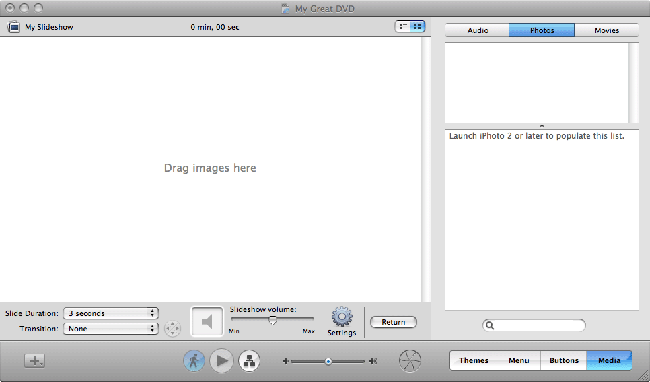 My Great DVD
My Slideshow
0 min, 00 sec
Audio
Photos
Movies
Launch iPhoto 2 or later to populate this list.
Drag images here
Slide Duration:
3 seconds
Transition:
None
Slideshow volume:
Min
Max
Settings
Return
Themes
Menu
Buttons
Media